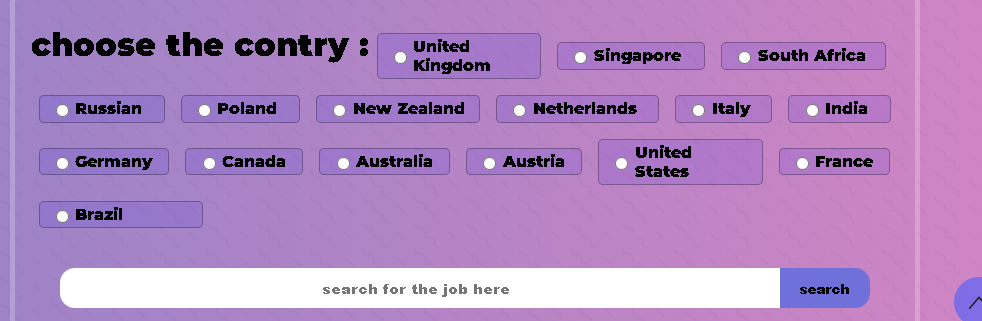 choose the contry : United Kingdom Singapore South Africa
Russian Poland New Zealand Netherlands Italy India
Germany Canada Australia Austria United States France
Brazil
search for the job here search